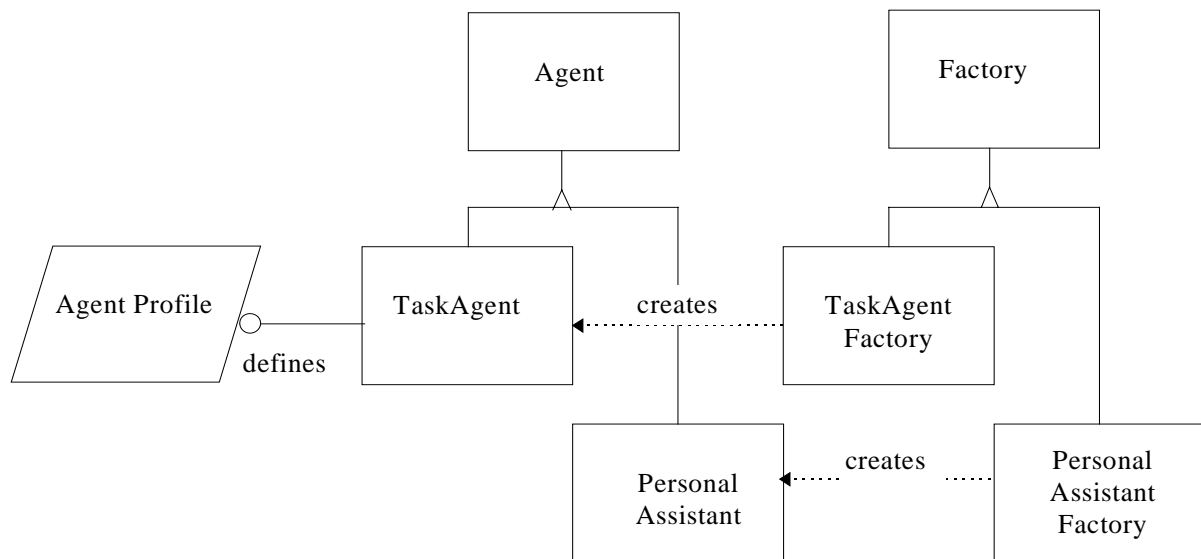 Agent
Factory
Agent Profile
defines
TaskAgent
creates
TaskAgent
Factory
Personal
Assistant
creates
Personal
Assistant
Factory